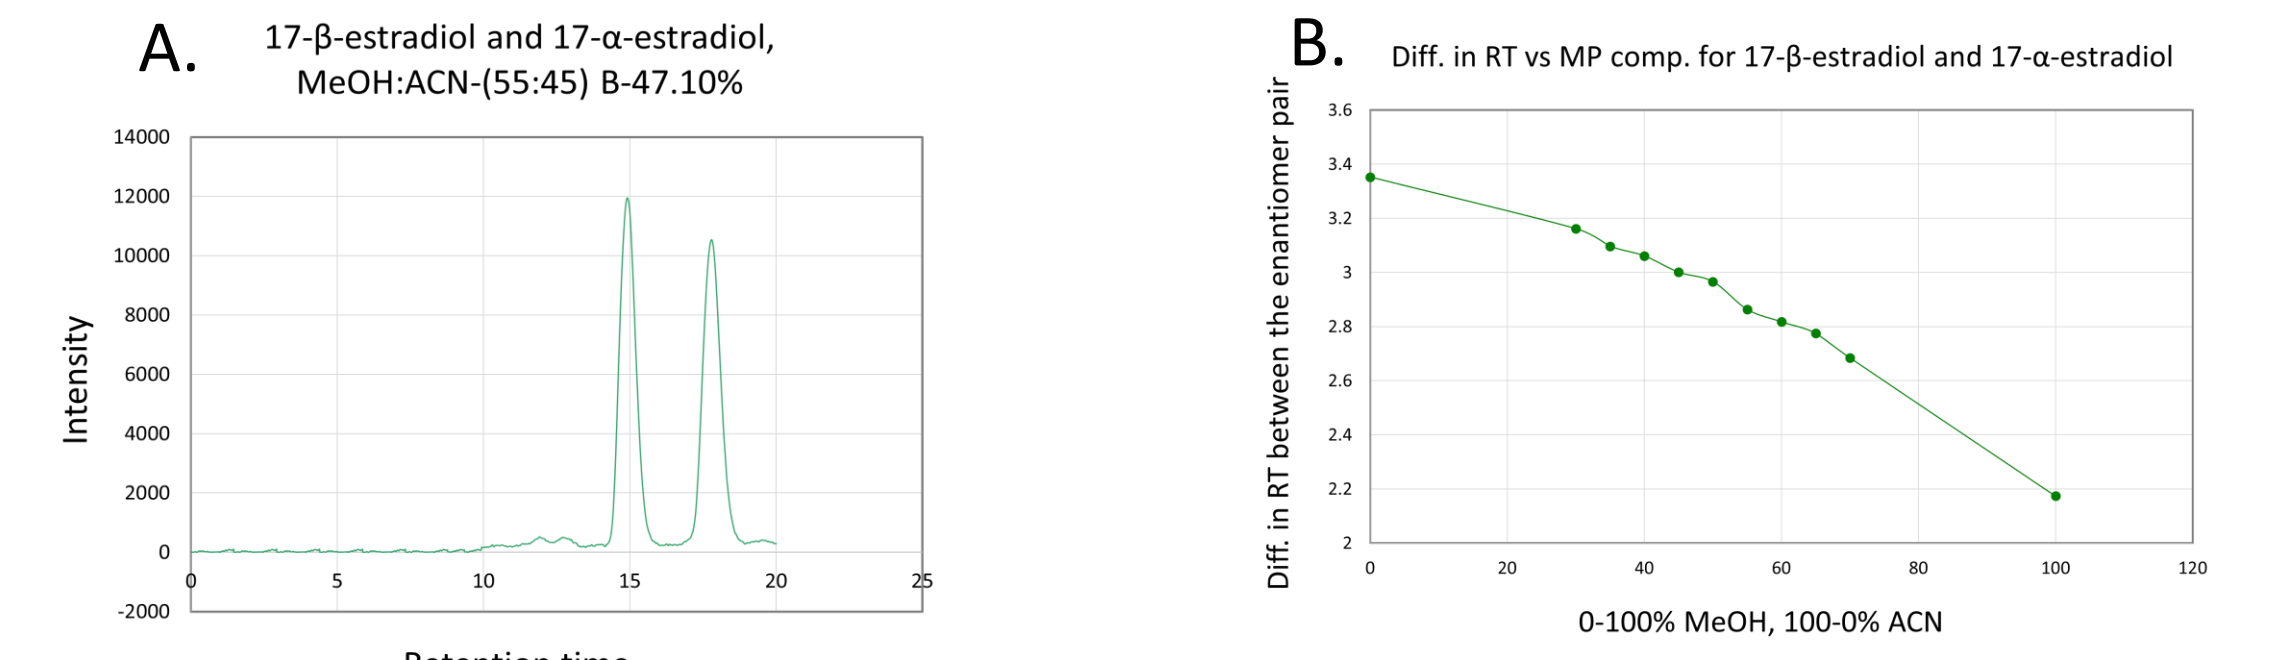 A.
17-β-estradiol and 17-α-estradiol,
MeOH:ACN-(55:45) B-47.10%
14000
12000
10000
8000
6000
4000
2000
0
-2000
0 5 10 15 20 25
Intensity
Retention time
B.
Diff. in RT vs MP comp. for 17-β-estradiol and 17-α-estradiol
Diff. in RT between the enantiomer pair
3.6
3.4
3.2
3
2.8
2.6
2.4
2.2
2
0 20 40 60 80 100 120
0-100% MeOH, 100-0% ACN